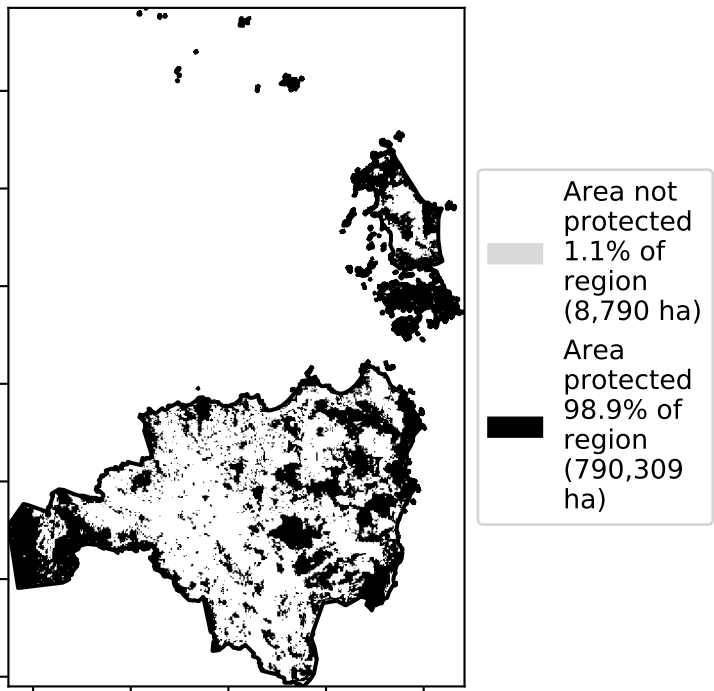 Area not
protected
1.1% of
region
(8,790 ha)
Area
protected
98.9% of
region
(790,309
ha)